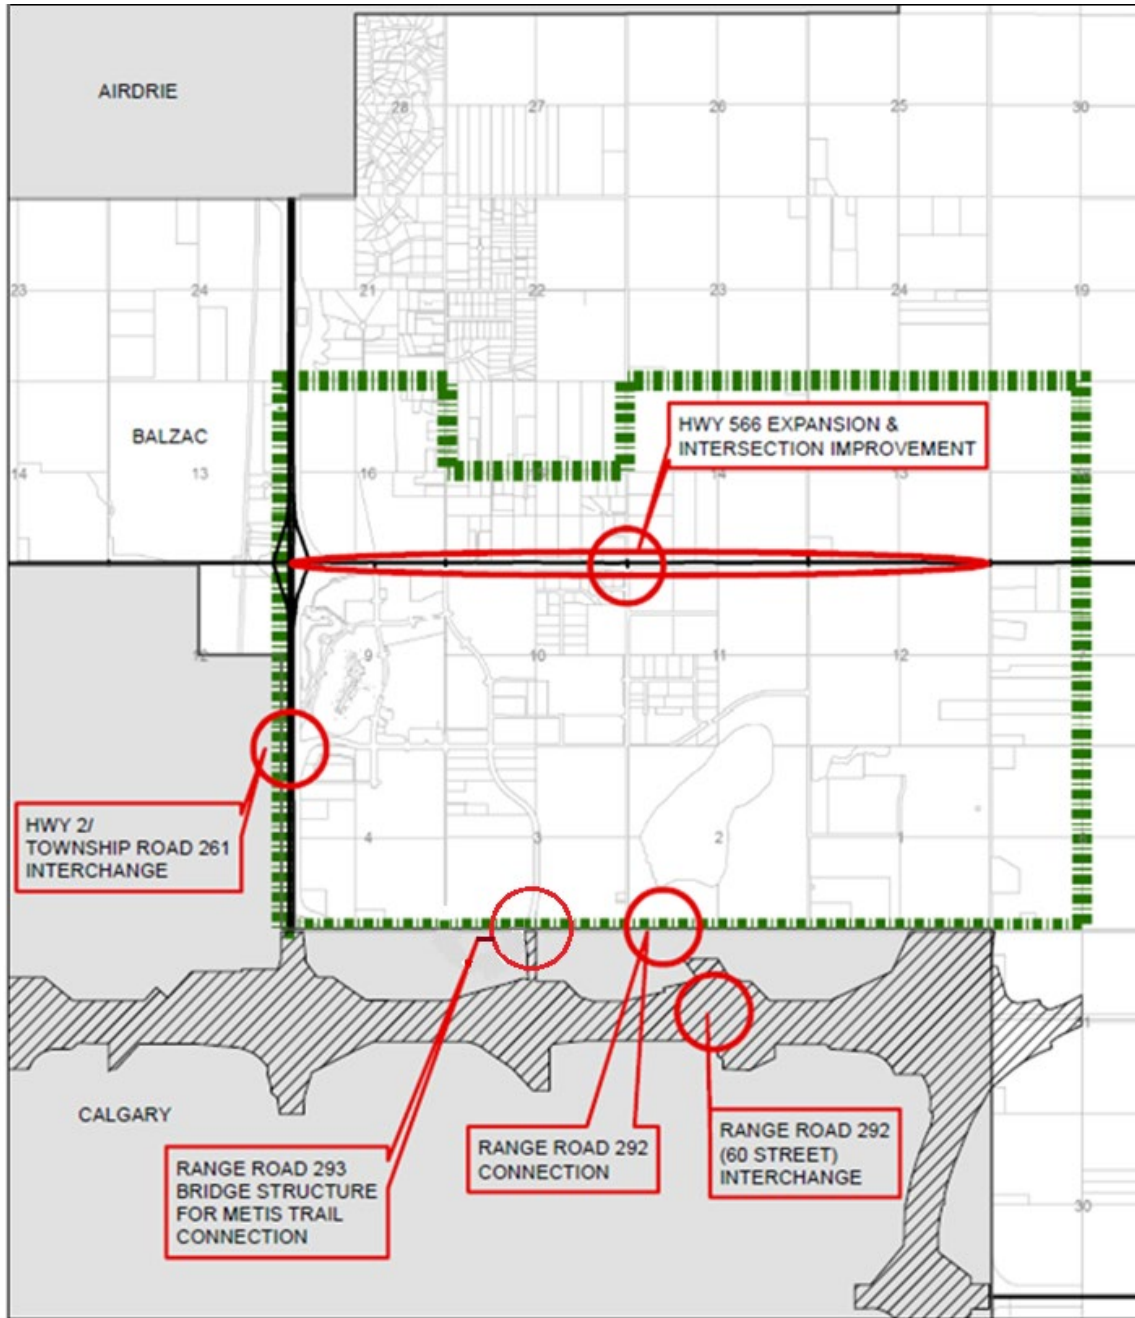 AIRDRIE
28
27
26
25
30
23
24
21
22
23
24
19
BALZAC
HWY 566 EXPANSION &
INTERSECTION IMPROVEMENT
14
13
16
14
13
9
10
11
12
HWY 2/
TOWNSHIP ROAD 261
INTERCHANGE
4
3
2
1
CALGARY
RANGE ROAD 293
BRIDGE STRUCTURE
FOR METIS TRAIL
CONNECTION
RANGE ROAD 292
CONNECTION
RANGE ROAD 292
(60 STREET)
INTERCHANGE
30